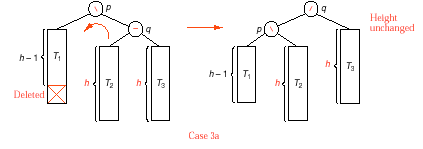 p
p
q
q
Height
unchanged
h – 1
T1
h – 1
T1
T3
Deleted
h
T2
h
T3
h
T2
h
Case 3a